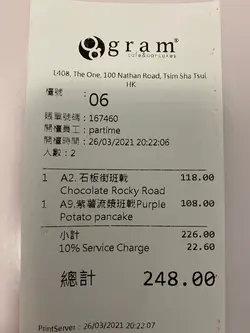 gram®
cafe&pancakes
L408, The One, 100 Nathan Road, Tsim Sha Tsui,
HK
檯號 :
06
賬單號碼 : 167460
開檯員工 : partime
開檯時間 : 26/03/2021 20:22:06
人數 : 2
1 A2. 石板街班戟 118.00
Chocolate Rocky Road
1 A9.紫薯流饡班戟Purple 108.00
Potato pancake
小計 226.00
10% Service Charge 22.60
總計 248.00
PrintServer : 26/03/2021 20:22:07